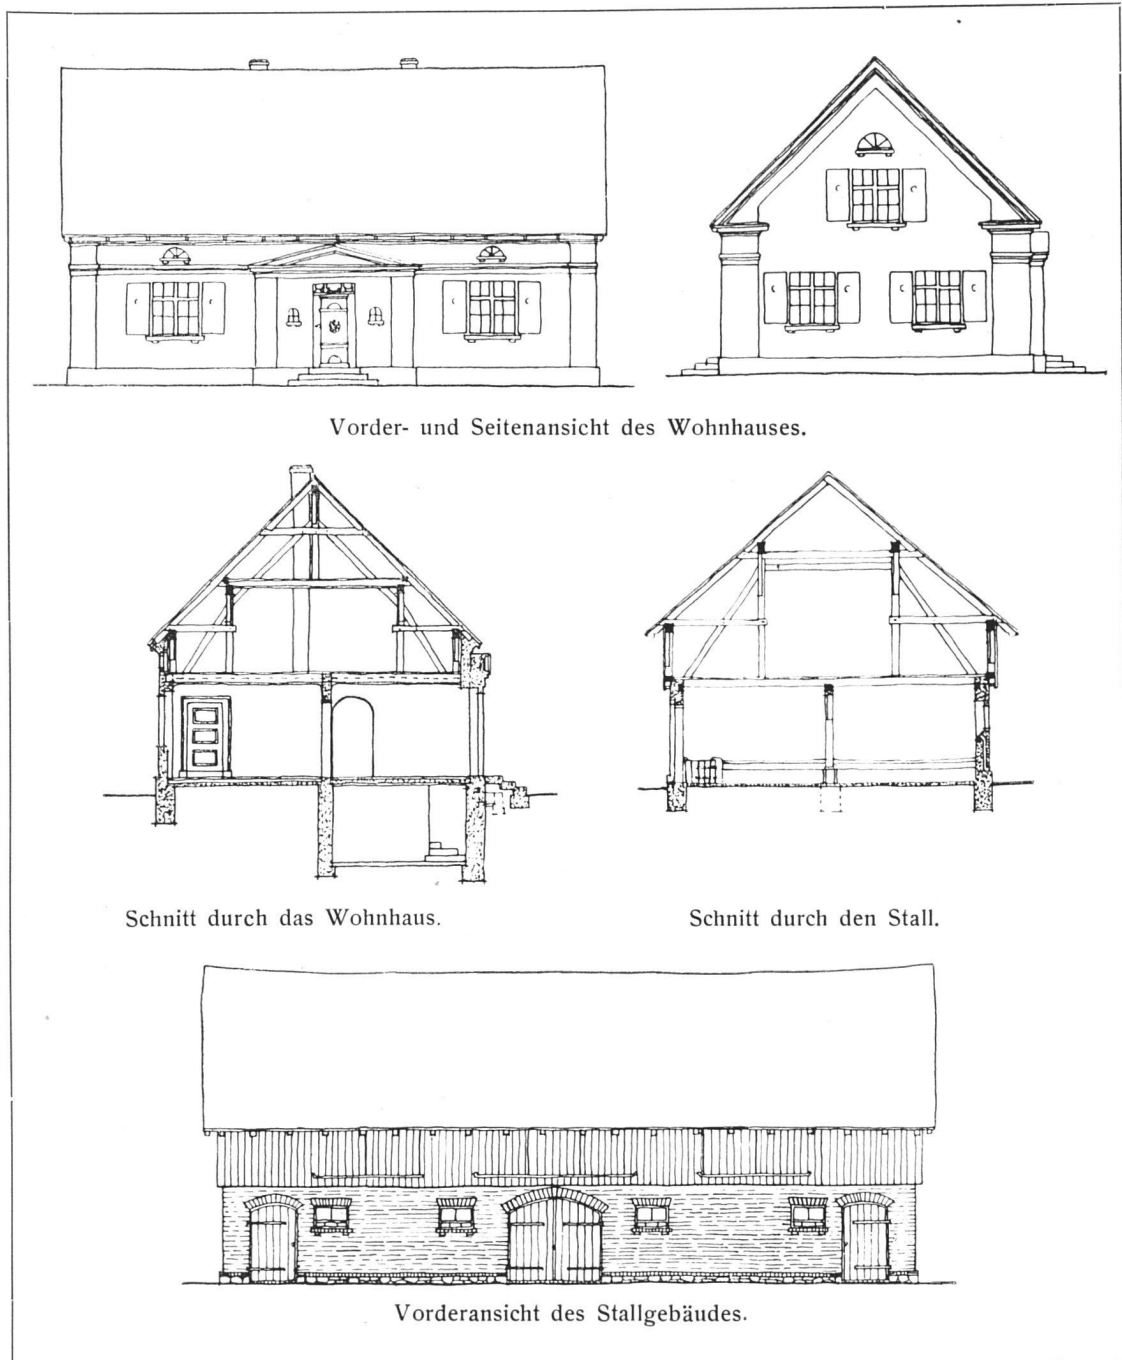 Vorder- und Seitenansicht des Wohnhauses.
Schnitt durch das Wohnhaus.
Schnitt durch den Stall.
Vorderansicht des Stallgebäudes.